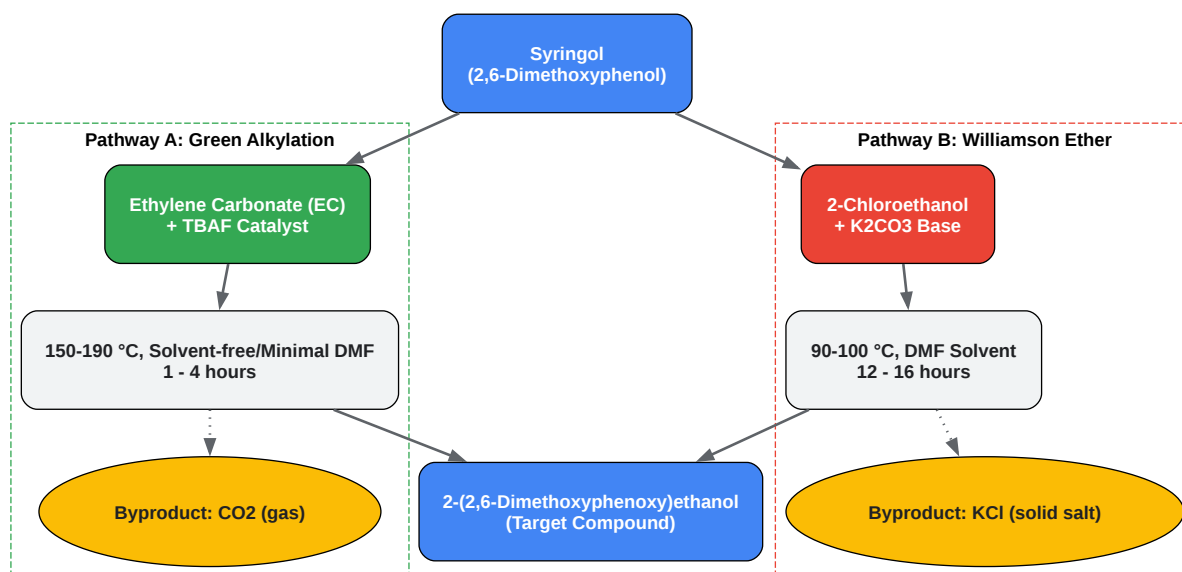 Syringol
(2,6-Dimethoxyphenol)
Pathway A: Green Alkylation
Pathway B: Williamson Ether
Ethylene Carbonate (EC)
+ TBAF Catalyst
2-Chloroethanol
+ K2CO3 Base
150-190 °C, Solvent-free/Minimal DMF
1 - 4 hours
90-100 °C, DMF Solvent
12 - 16 hours
Byproduct: CO2 (gas)
2-(2,6-Dimethoxyphenoxy)ethanol
(Target Compound)
Byproduct: KCl (solid salt)